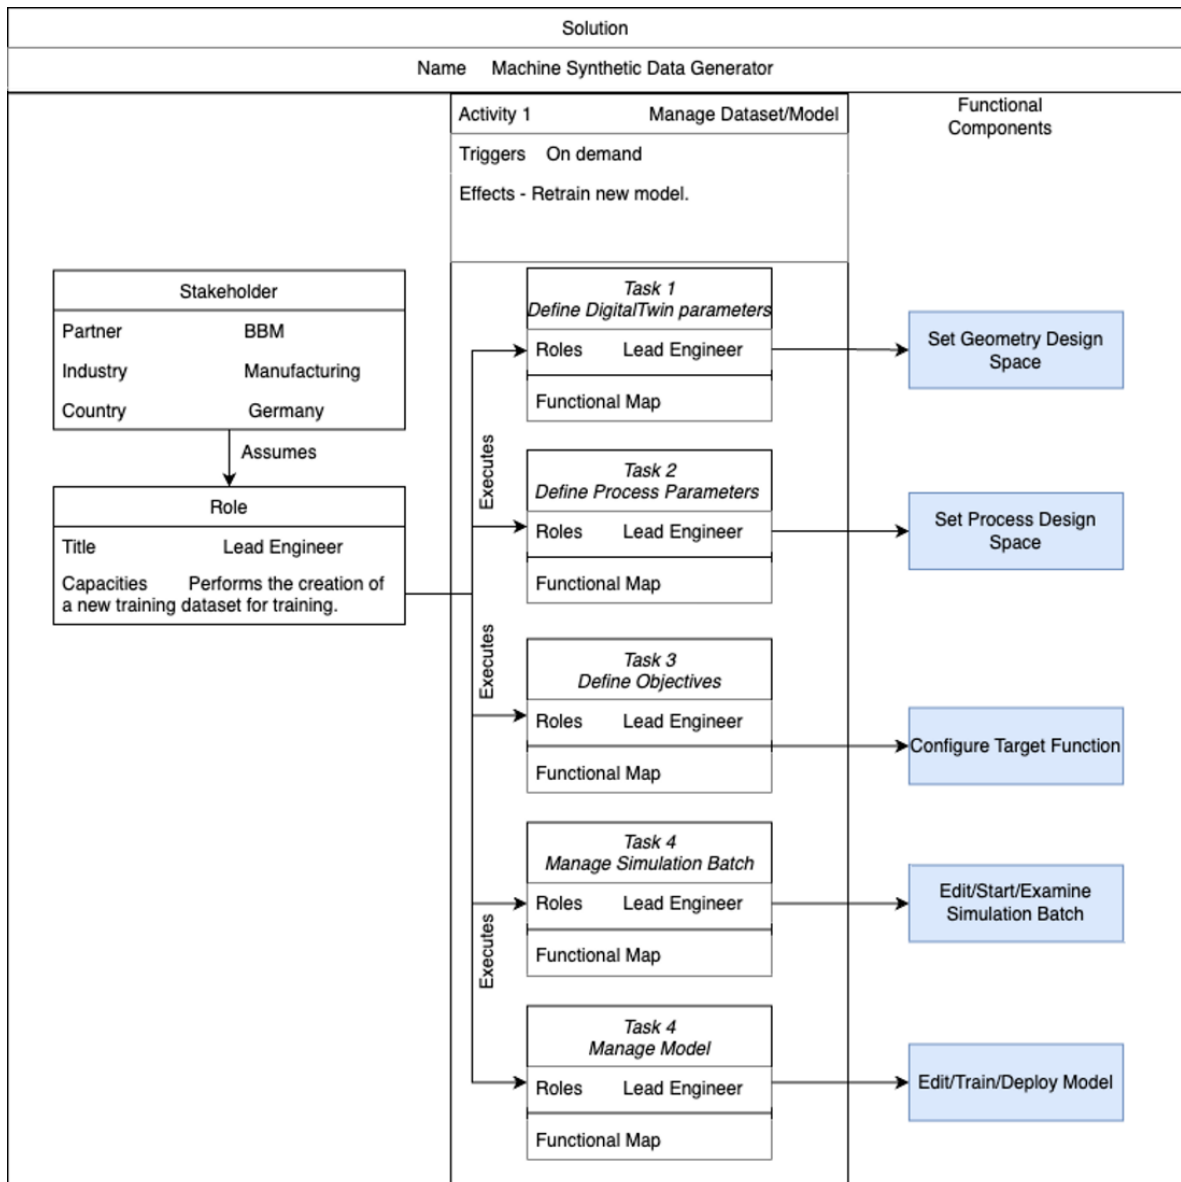 Solution
Name Machine Synthetic Data Generator
Activity 1 Manage Dataset/Model
Triggers On demand
Effects - Retrain new model.
Functional
Components
Stakeholder
Partner BBM
Industry Manufacturing
Country Germany
Assumes
Role
Title Lead Engineer
Capacities Performs the creation of
a new training dataset for training.
Executes
Executes
Executes
Task 1
Define DigitalTwin parameters
Roles Lead Engineer
Functional Map
Set Geometry Design
Space
Task 2
Define Process Parameters
Roles Lead Engineer
Functional Map
Set Process Design
Space
Task 3
Define Objectives
Roles Lead Engineer
Functional Map
Configure Target Function
Task 4
Manage Simulation Batch
Roles Lead Engineer
Functional Map
Edit/Start/Examine
Simulation Batch
Task 4
Manage Model
Roles Lead Engineer
Functional Map
Edit/Train/Deploy Model